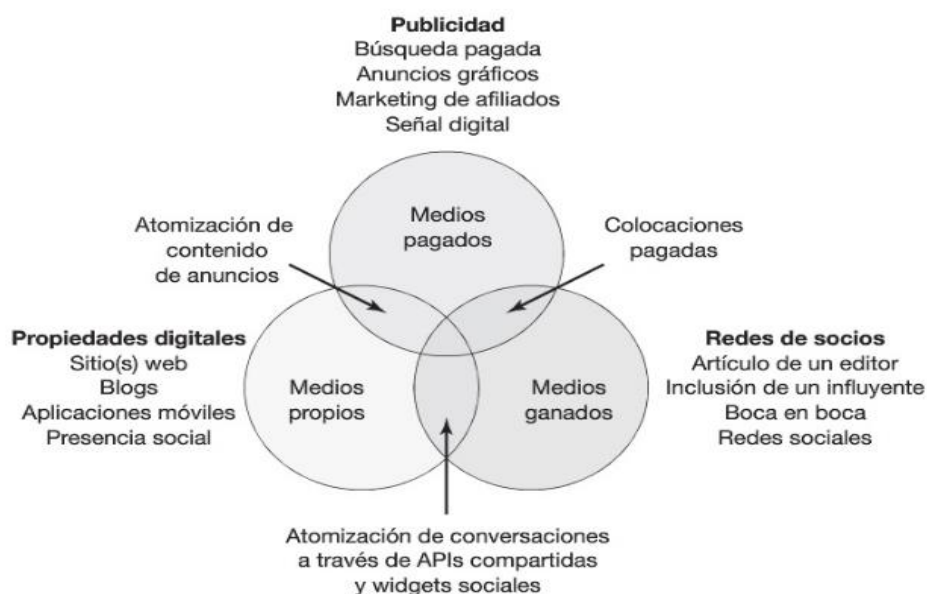 Publicidad
Búsqueda pagada
Anuncios gráficos
Marketing de afiliados
Señal digital
Medios
pagados
Atomización de
contenido
de anuncios
Colocaciones
pagadas
Propiedades digitales
Sitio(s) web
Blogs
Aplicaciones móviles
Presencia social
Medios
propios
Medios
ganados
Redes de socios
Artículo de un editor
Inclusión de un influyente
Boca en boca
Redes sociales
Atomización de conversaciones
a través de APIs compartidas
y widgets sociales